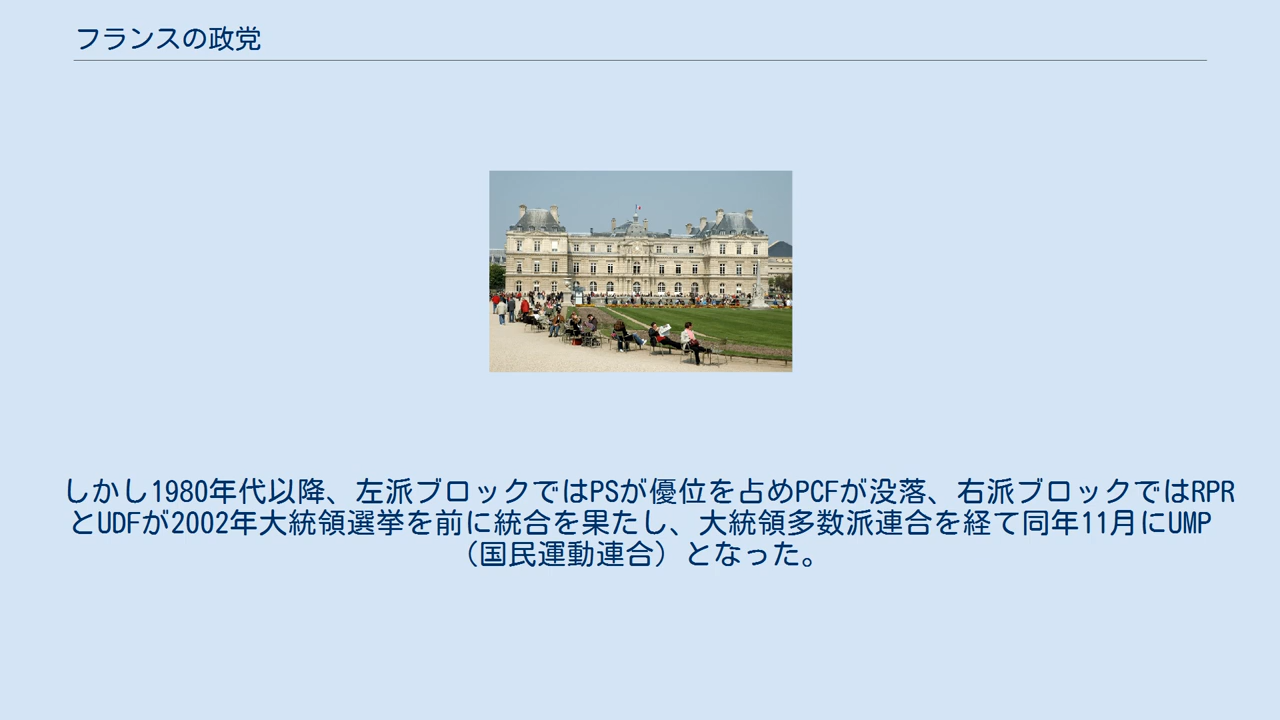 フランスの政党
しかし1980年代以降、左派ブロックではPSが優位を占めPCFが没落、右派ブロックではRPR
とUDFが2002年大統領選挙を前に統合を果たし、大統領多数派連合を経て同年11月にUMP
（国民運動連合）となった。